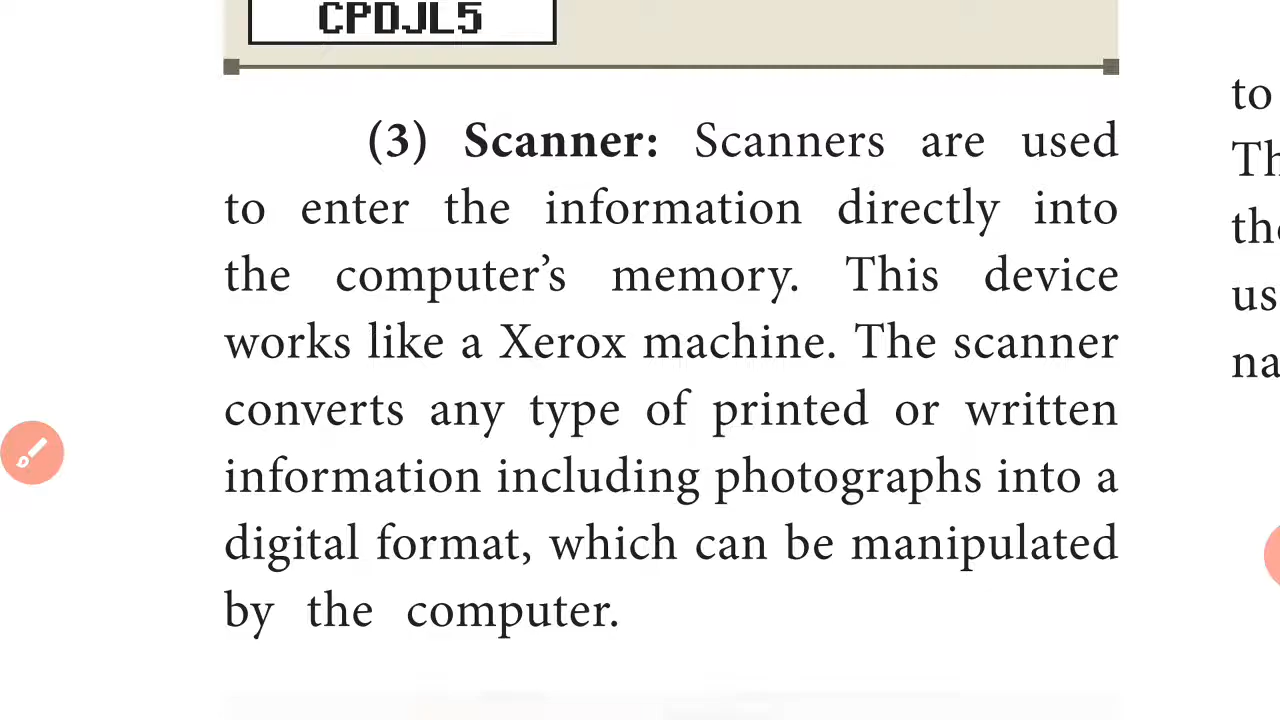 CPDJL5
(3) Scanner: Scanners are used
to enter the information directly into
the computer's memory. This device
works like a Xerox machine. The scanner
converts any type of printed or written
information including photographs into a
digital format, which can be manipulated
by the computer.
to